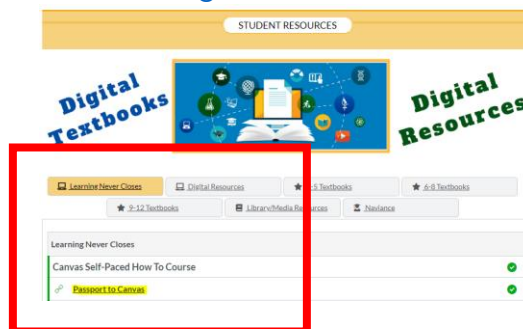 STUDENT RESOURCES
Digital Textbooks
Digital Resources
Learning Never Closes
Digital Resources
-5 Textbooks
6-8 Textbooks
9-12 Textbooks
Library/Media Resources
Naviance
Learning Never Closes
Canvas Self-Paced How To Course
Passport to Canvas